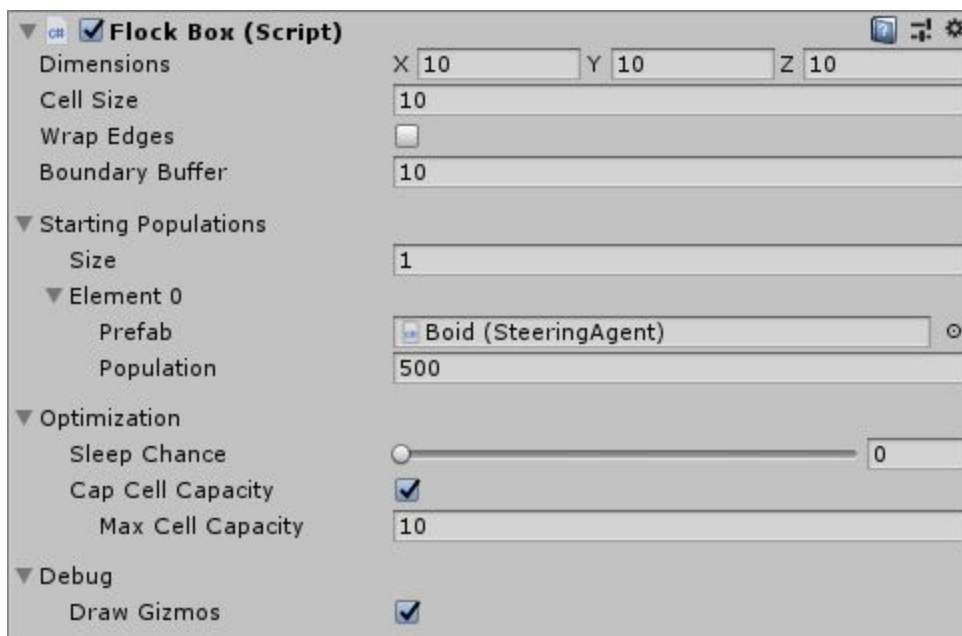 Flock Box (Script)
Dimensions X 10 Y 10 Z 10
Cell Size 10
Wrap Edges
Boundary Buffer 10
Starting Populations
Size 1
Element 0
Prefab Boid (SteeringAgent)
Population 500
Optimization
Sleep Chance 0
Cap Cell Capacity
Max Cell Capacity 10
Debug
Draw Gizmos